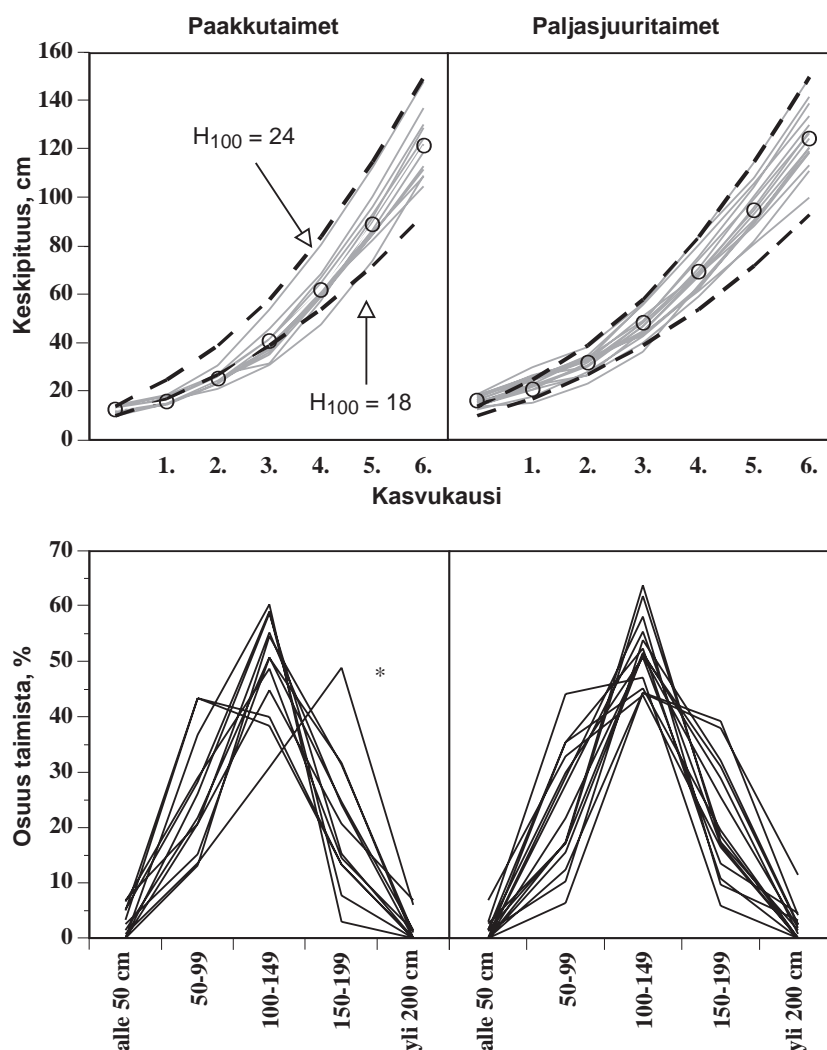 Paakkutaimet
Paljasjuuritaimet
Keskipituus, cm
160
140
120
100
80
60
40
20
0
H100 = 24
H100 = 18
1. 2. 3. 4. 5. 6.
1. 2. 3. 4. 5. 6.
Kasvukausi
Osuus taimista, %
70
60
50
40
30
20
10
0
*
alle 50 cm
50-99
100-149
150-199
yli 200 cm
alle 50 cm
50-99
100-149
150-199
yli 200 cm